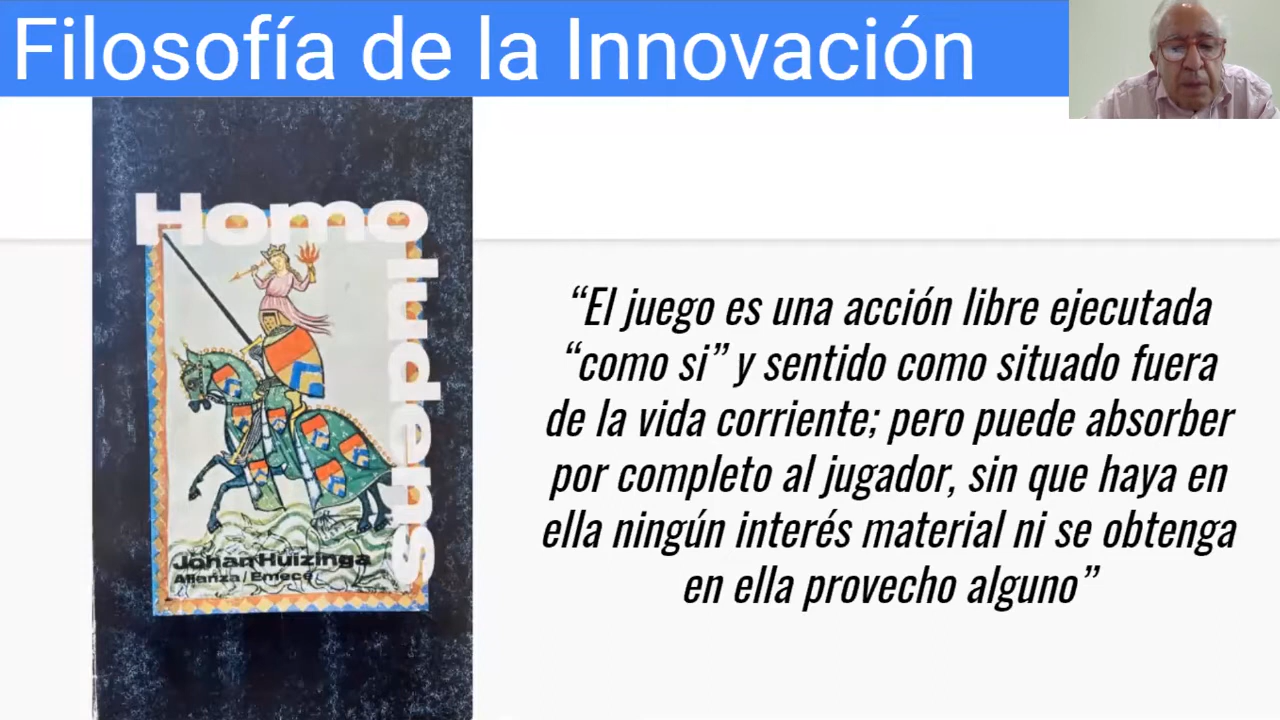 Filosofía de la Innovación
Homo
ludens
Johan Huizinga
Alianza/Emecé
“El juego es una acción libre ejecutada
“como si” y sentido como situado fuera
de la vida corriente; pero puede absorber
por completo al jugador, sin que haya en
ella ningún interés material ni se obtenga
en ella provecho alguno”